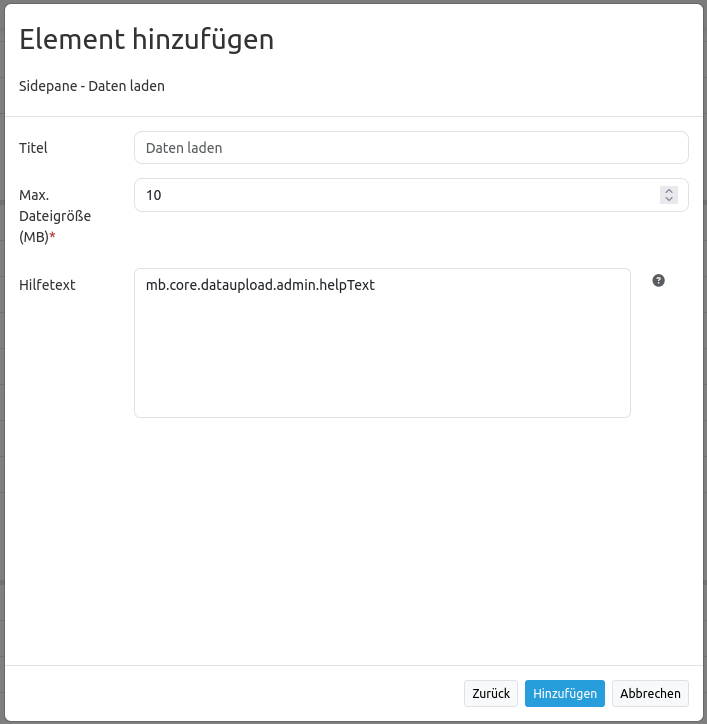 Element hinzufügen
Sidepane - Daten laden
Titel
Daten laden
Max.
Dateigröße
(MB)*
10
Hilfetext
mb.core.dataupload.admin.helpText
?
Zurück
Hinzufügen
Abbrechen